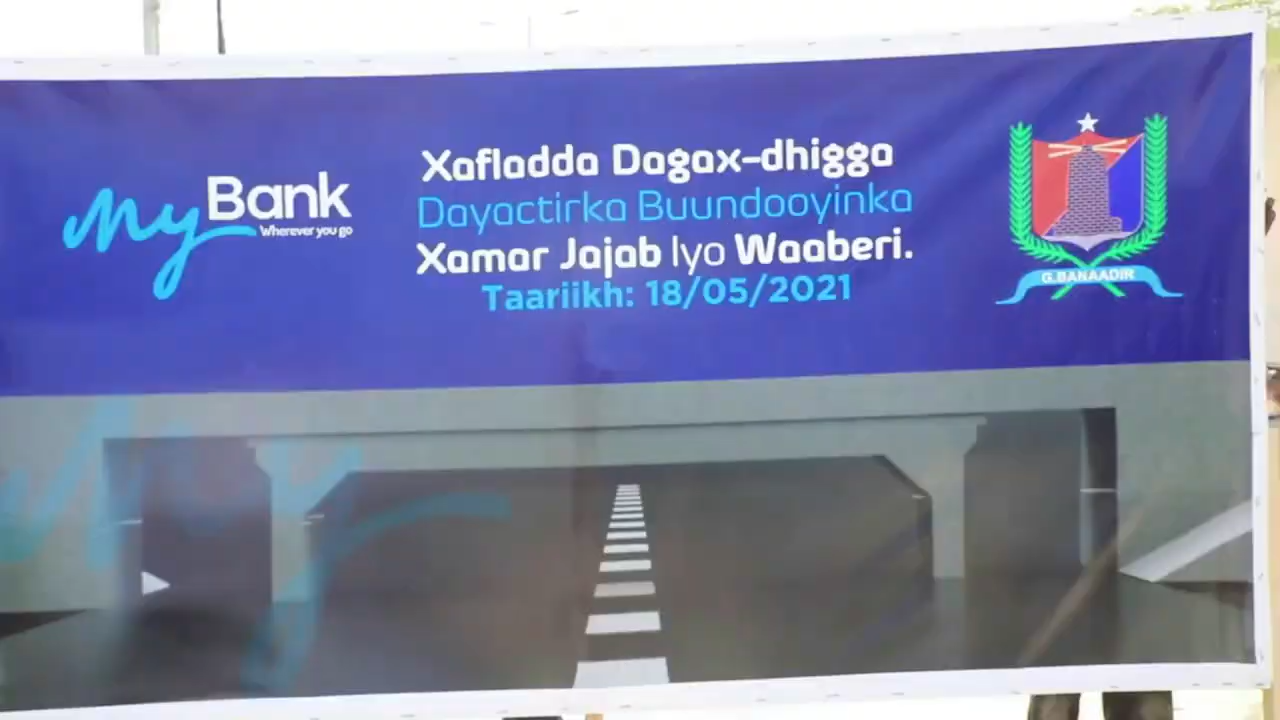 My Bank
Wherever you go
Xafladda Dagax-dhigga
Dayactirka Buundooyinka
Xamar Jajab Iyo Waaberi.
Taariikh: 18/05/2021
G.BANAADIR
My